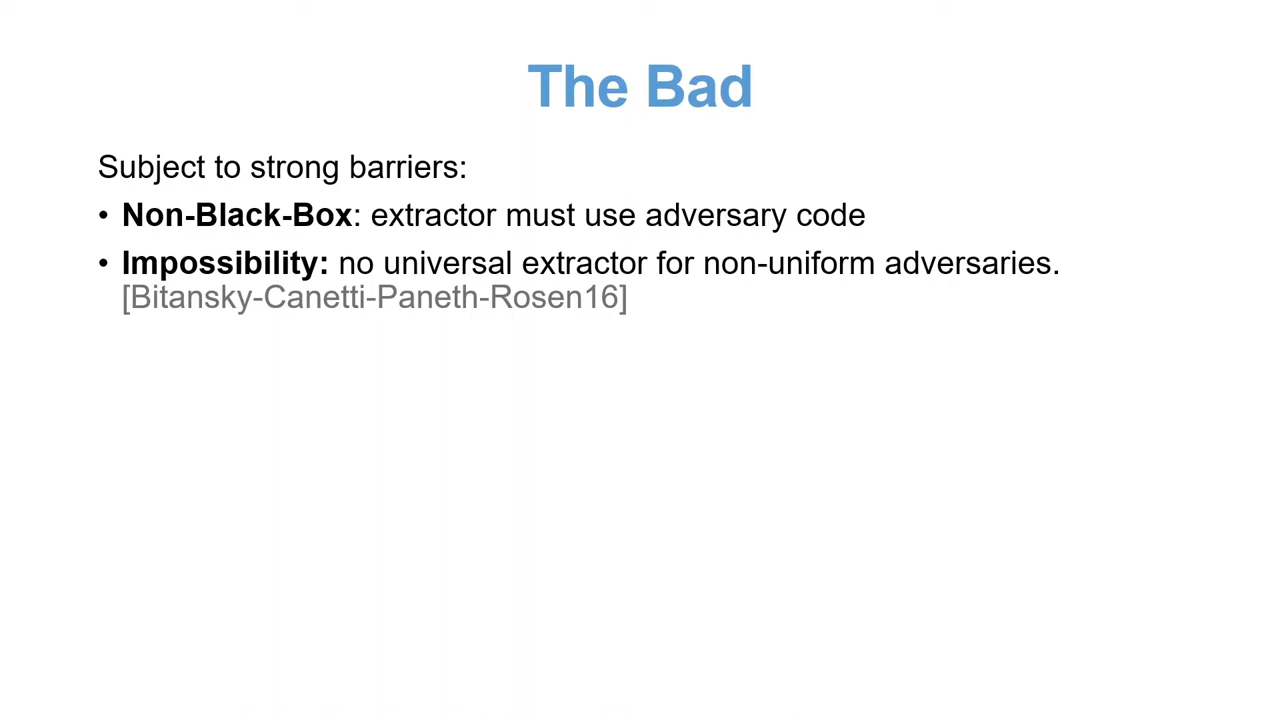 The Bad
Subject to strong barriers:
• Non-Black-Box: extractor must use adversary code
• Impossibility: no universal extractor for non-uniform adversaries.
[Bitansky-Canetti-Paneth-Rosen16]